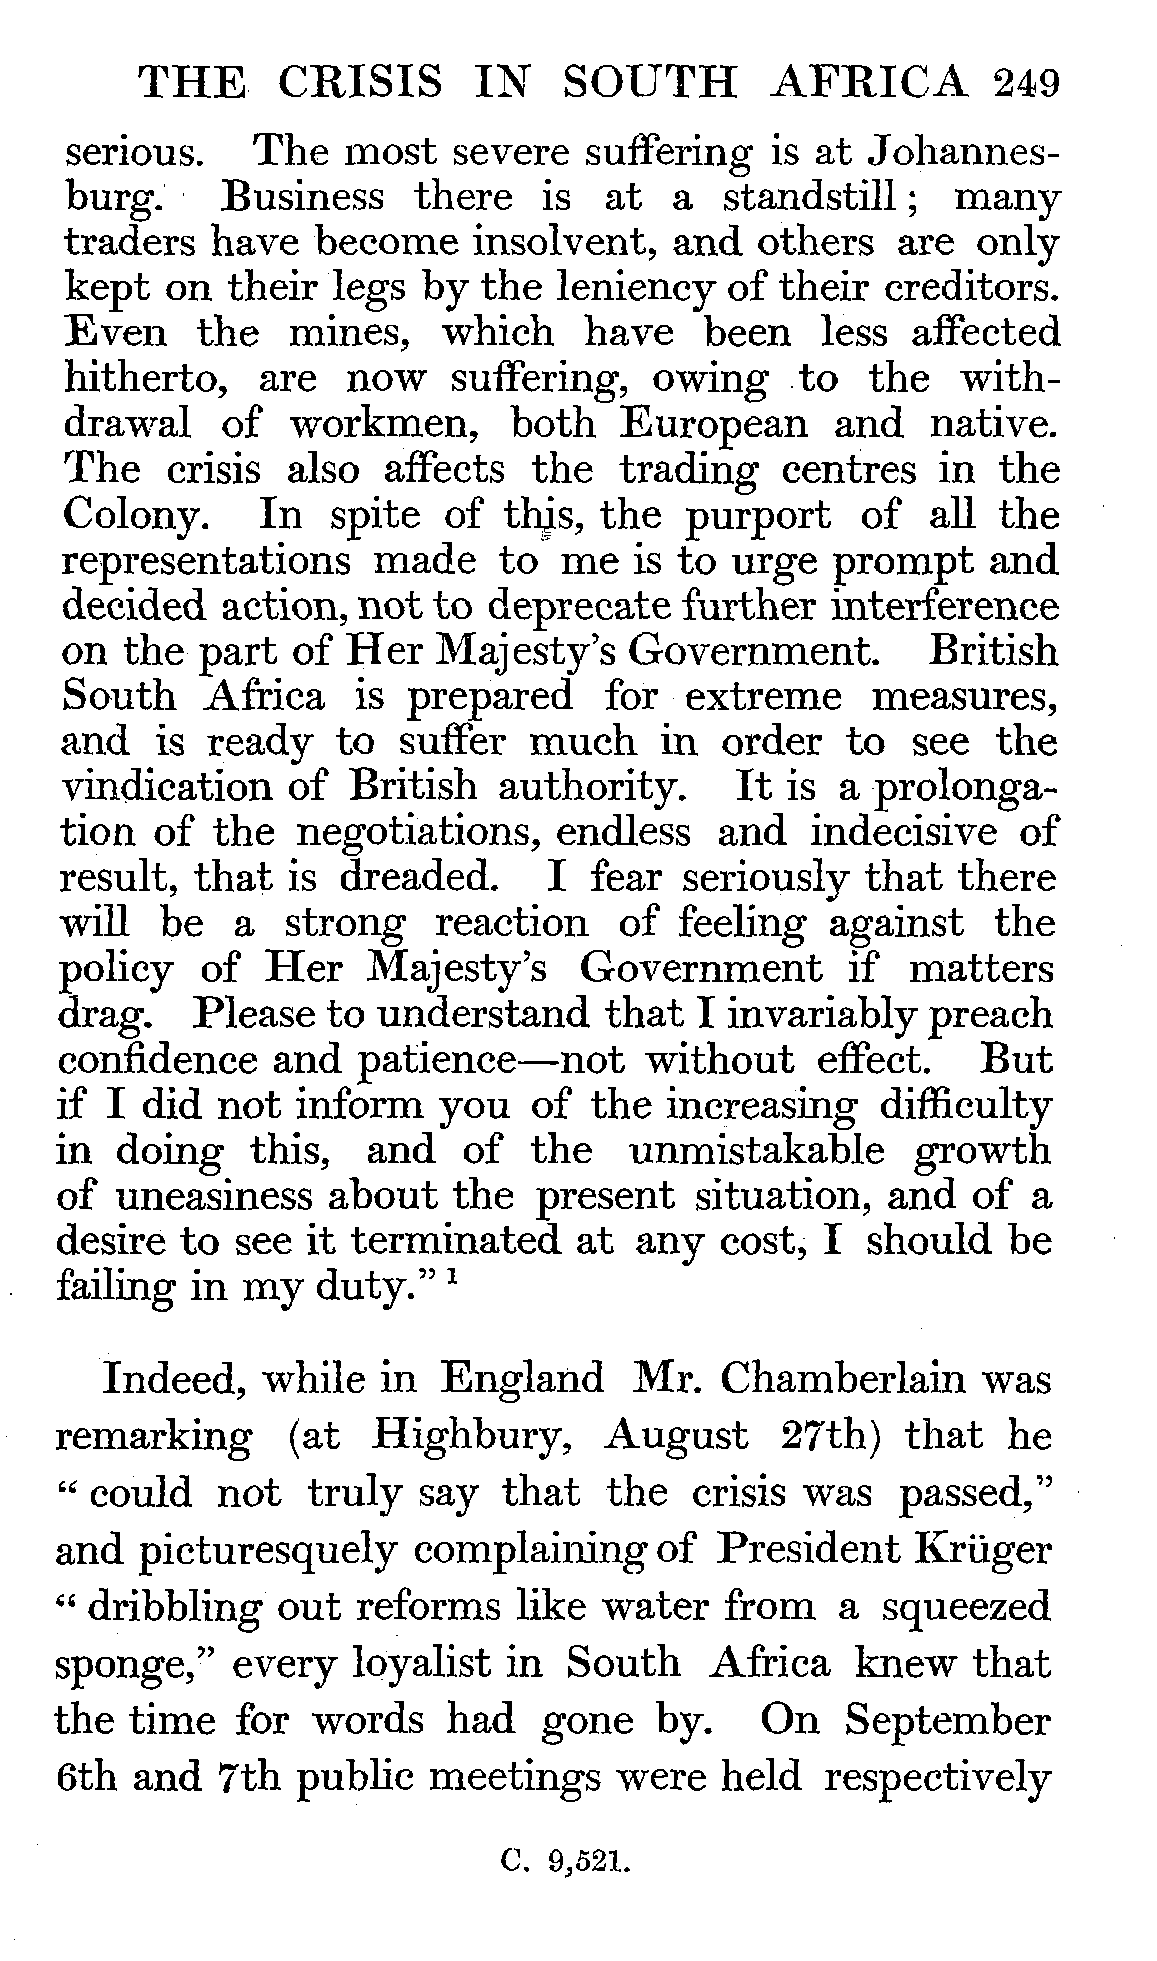 THE CRISIS IN SOUTH AFRICA 249
serious. The most severe suffering is at Johannes-
burg. Business there is at a standstill; many
traders have become insolvent, and others are only
kept on their legs by the leniency of their creditors.
Even the mines, which have been less affected
hitherto, are now suffering, owing to the with-
drawal of workmen, both European and native.
The crisis also affects the trading centres in the
Colony. In spite of this, the purport of all the
representations made to me is to urge prompt and
decided action, not to deprecate further interference
on the part of Her Majesty's Government. British
South Africa is prepared for extreme measures,
and is ready to suffer much in order to see the
vindication of British authority. It is a prolonga-
tion of the negotiations, endless and indecisive of
result, that is dreaded. I fear seriously that there
will be a strong reaction of feeling against the
policy of Her Majesty's Government if matters
drag. Please to understand that I invariably preach
confidence and patience—not without effect. But
if I did not inform you of the increasing difficulty
in doing this, and of the unmistakable growth
of uneasiness about the present situation, and of a
desire to see it terminated at any cost, I should be
failing in my duty." 1
Indeed, while in England Mr. Chamberlain was
remarking (at Highbury, August 27th) that he
"could not truly say that the crisis was passed,"
and picturesquely complaining of President Krüger
"dribbling out reforms like water from a squeezed
sponge," every loyalist in South Africa knew that
the time for words had gone by. On September
6th and 7th public meetings were held respectively
C. 9,521.